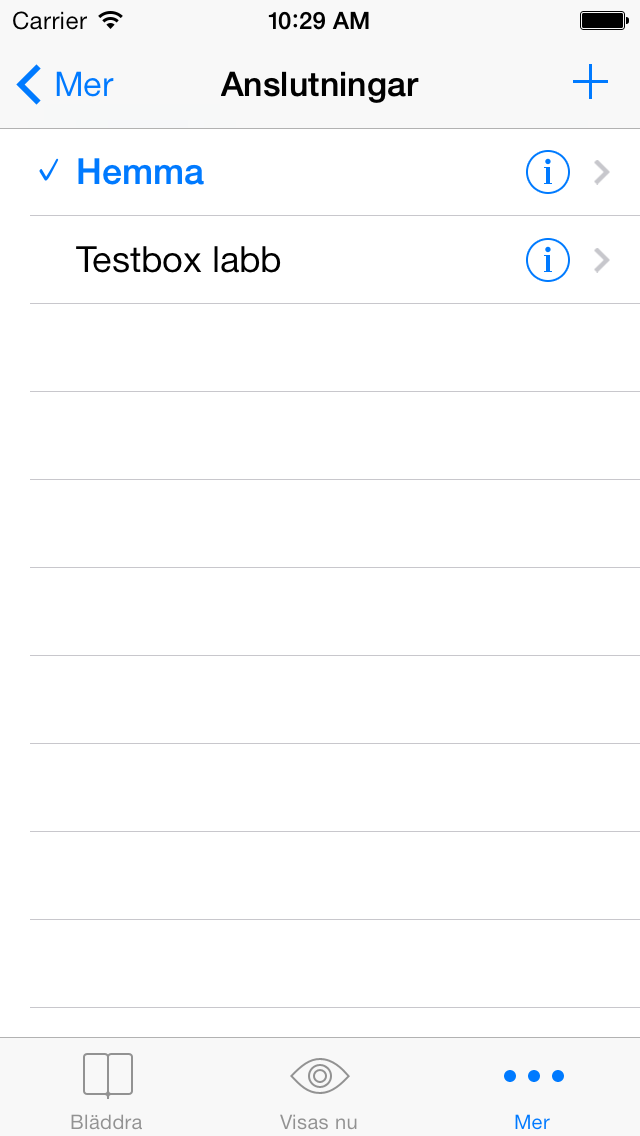 Carrier 10:29 AM
Mer Anslutningar
✓ Hemma
Testbox labb
Bläddra Visas nu Mer